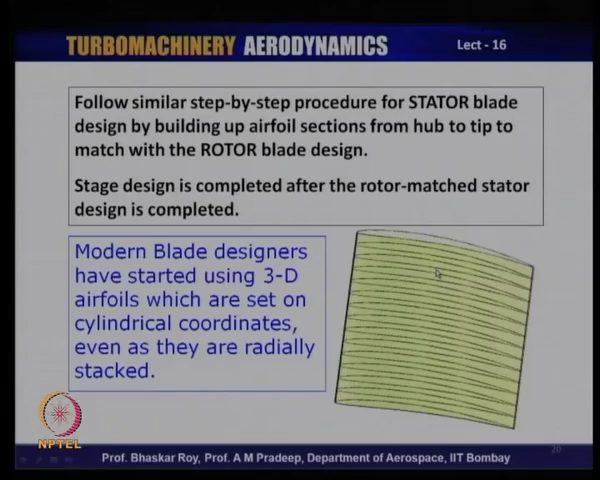 TURBOMACHINERY AERODYNAMICS
Lect - 16
Follow similar step-by-step procedure for STATOR blade
design by building up airfoil sections from hub to tip to
match with the ROTOR blade design.
Stage design is completed after the rotor-matched stator
design is completed.
Modern Blade designers
have started using 3-D
airfoils which are set on
cylindrical coordinates,
even as they are radially
stacked.
NPTEL
Prof. Bhaskar Roy, Prof. A M Pradeep, Department of Aerospace, IIT Bombay
20